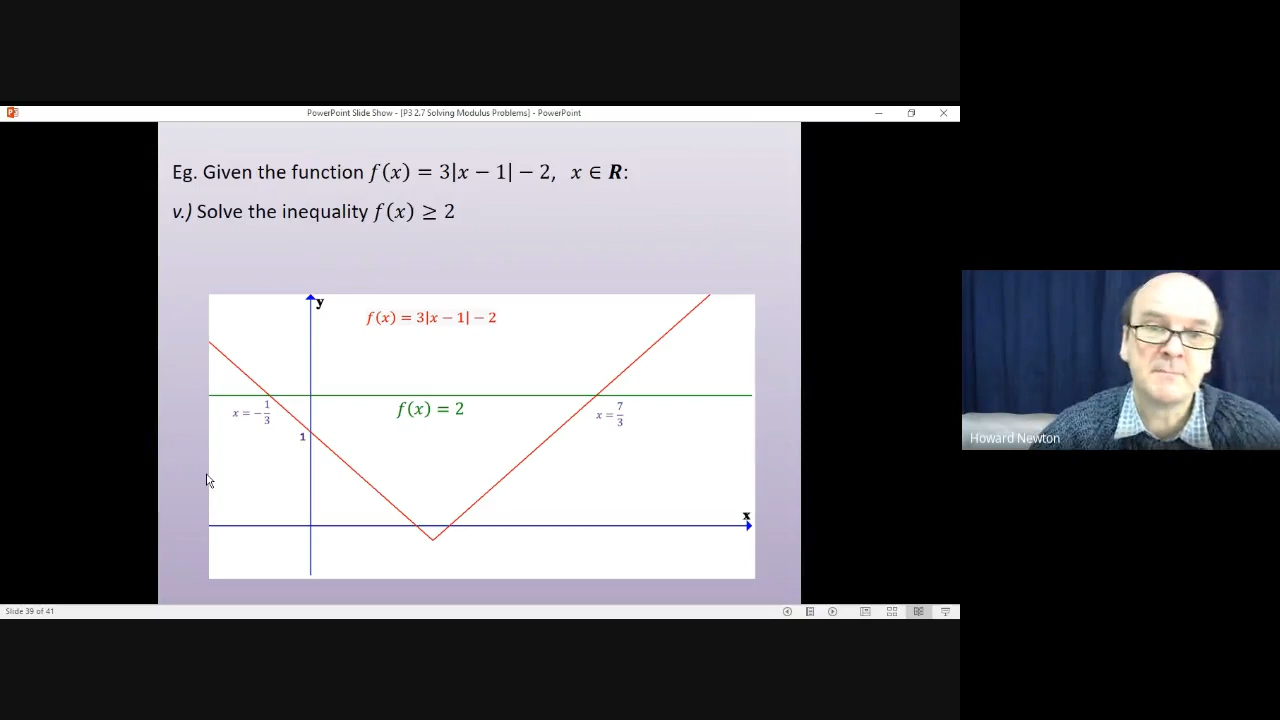 PowerPoint Slide Show - [P3 2.7 Solving Modulus Problems] - PowerPoint
Eg. Given the function f(x) = 3|x − 1| − 2, x ∈ R:
v.) Solve the inequality f(x) ≥ 2
y
f(x) = 3|x − 1| − 2
f(x) = 2
x = −1/3
x = 7/3
1
x
Howard Newton
Slide 39 of 41